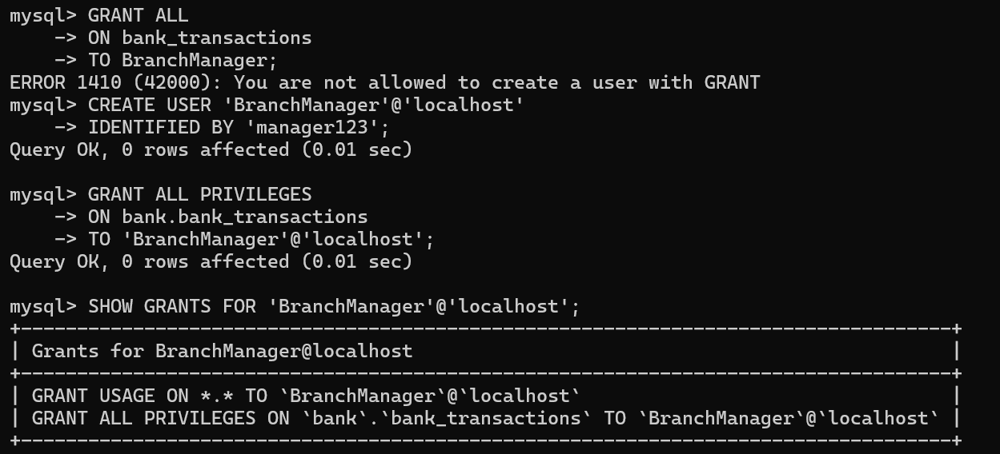 mysql> GRANT ALL
    -> ON bank_transactions
    -> TO BranchManager;
ERROR 1410 (42000): You are not allowed to create a user with GRANT
mysql> CREATE USER 'BranchManager'@'localhost'
    -> IDENTIFIED BY 'manager123';
Query OK, 0 rows affected (0.01 sec)

mysql> GRANT ALL PRIVILEGES
    -> ON bank.bank_transactions
    -> TO 'BranchManager'@'localhost';
Query OK, 0 rows affected (0.01 sec)

mysql> SHOW GRANTS FOR 'BranchManager'@'localhost';
+-----------------------------------------------------------------------------------+
| Grants for BranchManager@localhost                                                |
+-----------------------------------------------------------------------------------+
| GRANT USAGE ON *.* TO `BranchManager`@`localhost`                                 |
| GRANT ALL PRIVILEGES ON `bank`.`bank_transactions` TO `BranchManager`@`localhost` |
+-----------------------------------------------------------------------------------+